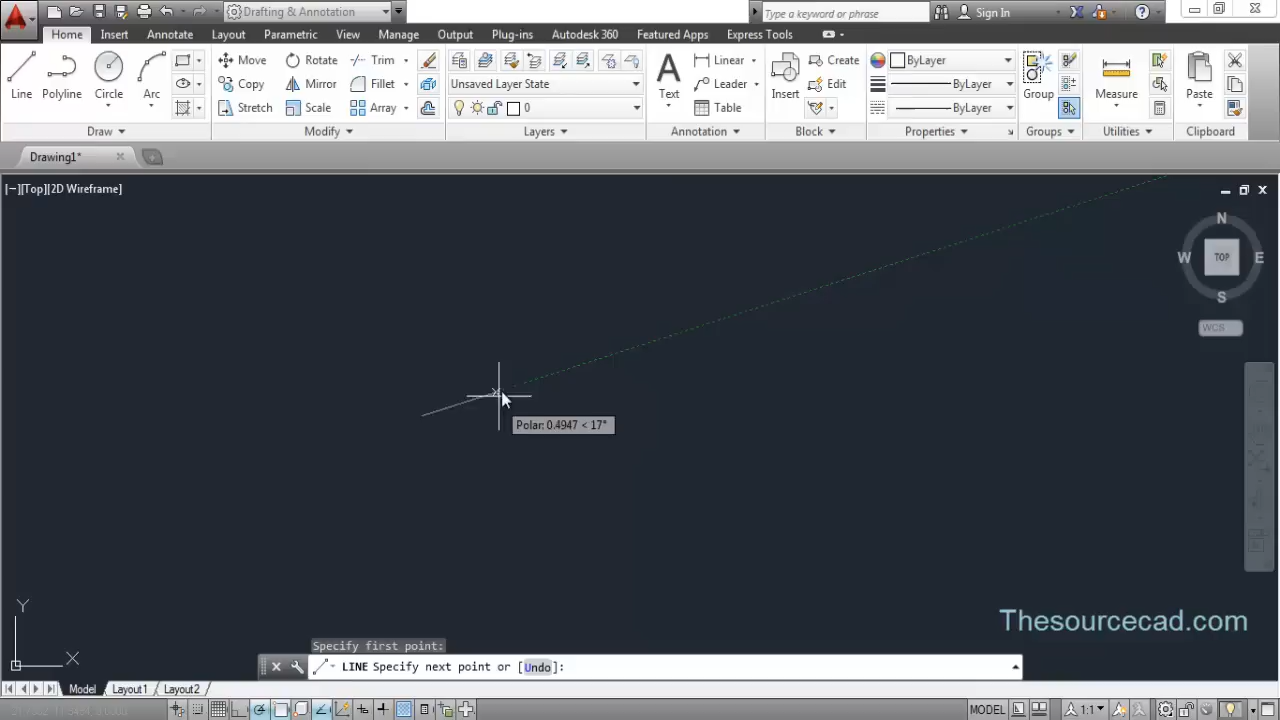 Drafting & Annotation
Type a keyword or phrase
Sign In
Home Insert Annotate Layout Parametric View Manage Output Plug-ins Autodesk 360 Featured Apps Express Tools
Line Polyline Circle Arc
Move Rotate Trim
Copy Mirror Fillet
Stretch Scale Array
Unsaved Layer State
0
Text
Linear
Leader
Table
Insert
Create
Edit
ByLayer
ByLayer
ByLayer
Group
Measure
Paste
Draw Modify Layers Annotation Block Properties Groups Utilities Clipboard
Drawing1*
[−][Top][2D Wireframe]
N
W TOP E
S
WCS
Polar: 0.4947 < 17°
Y
X
Thesourcecad.com
Specify first point:
LINE Specify next point or [Undo]:
Model Layout1 Layout2
MODEL 1:1